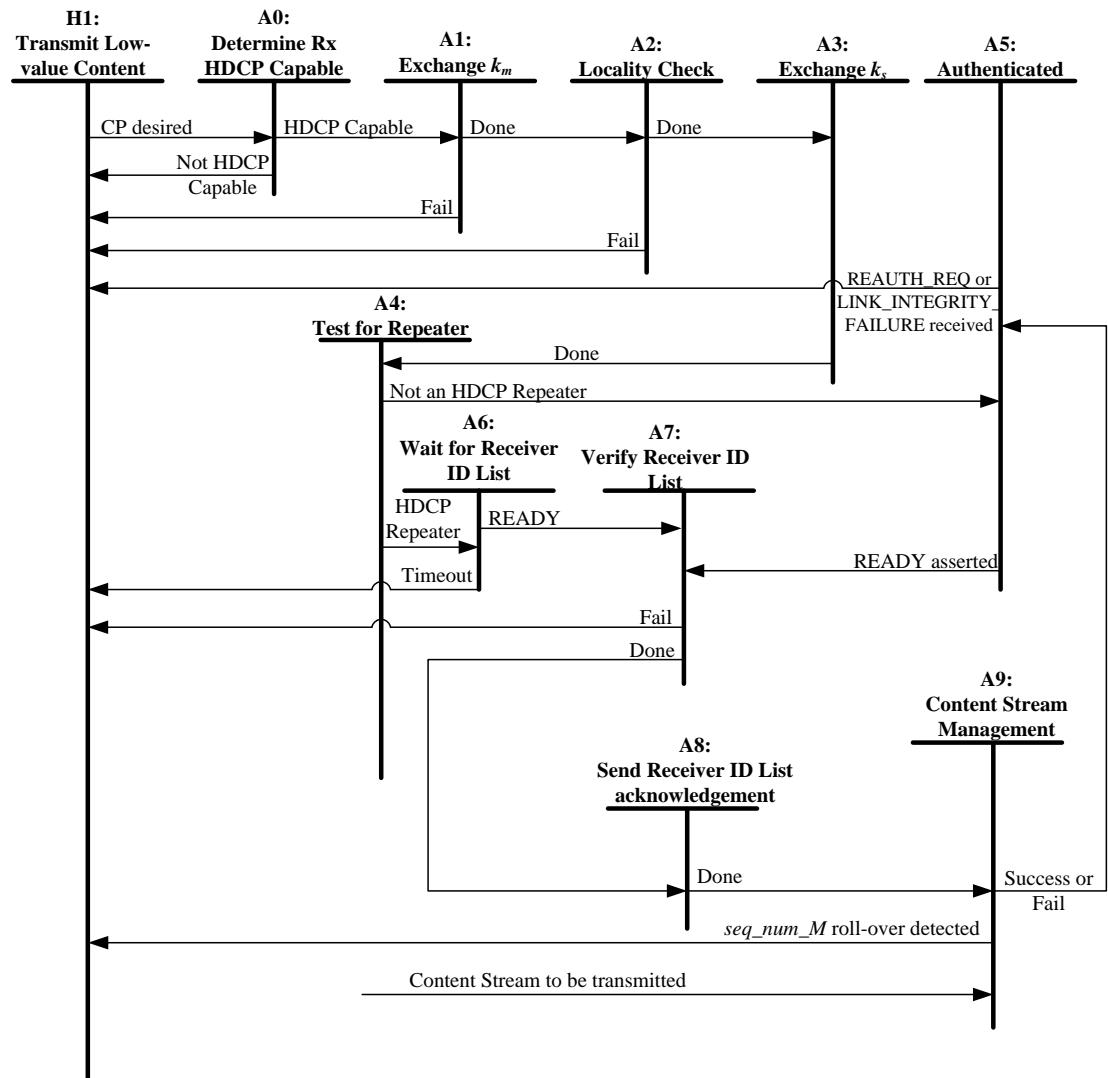 H1:
Transmit Low-
value Content
A0:
Determine Rx
HDCP Capable
A1:
Exchange km
A2:
Locality Check
A3:
Exchange ks
A5:
Authenticated
CP desired
HDCP Capable
Done
Done
Not HDCP
Capable
Fail
Fail
REAUTH_REQ or
LINK_INTEGRITY_
FAILURE received
A4:
Test for Repeater
Done
Not an HDCP Repeater
A6:
Wait for Receiver
ID List
A7:
Verify Receiver ID
List
HDCP
Repeater
READY
READY asserted
Timeout
Fail
Done
A9:
Content Stream
Management
A8:
Send Receiver ID List
acknowledgement
Done
Success or
Fail
seq_num_M roll-over detected
Content Stream to be transmitted